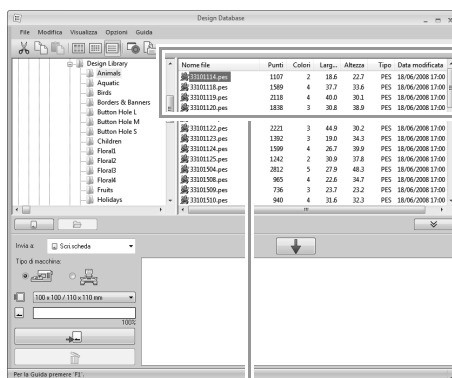 Design Database
File Modifica Visualizza Opzioni Guida
Design Library
Animals
Aquatic
Birds
Borders & Banners
Button Hole L
Button Hole M
Button Hole S
Children
Floral1
Floral2
Floral3
Floral4
Fruits
Holidays
Nome file Punti Colori Larg... Altezza Tipo Data modificata
33101114.pes 1107 2 18.6 22.7 PES 18/06/2008 17:00
33101118.pes 1589 4 37.7 33.6 PES 18/06/2008 17:00
33101119.pes 2118 4 40.0 30.1 PES 18/06/2008 17:00
33101120.pes 1838 3 30.8 38.9 PES 18/06/2008 17:00
33101122.pes 2221 3 44.9 30.2 PES 18/06/2008 17:00
33101123.pes 1392 3 19.0 34.3 PES 18/06/2008 17:00
33101124.pes 1599 4 26.7 39.9 PES 18/06/2008 17:00
33101125.pes 1242 2 30.9 37.8 PES 18/06/2008 17:00
33101504.pes 2812 5 27.9 48.3 PES 18/06/2008 17:00
33101508.pes 965 4 22.6 34.7 PES 18/06/2008 17:00
33101509.pes 736 3 23.7 23.2 PES 18/06/2008 17:00
33101510.pes 940 4 31.6 32.3 PES 18/06/2008 17:00
Invia a: Scri.scheda
Tipo di macchina:
100 x 100 / 110 x 110 mm
100%
Per la Guida premere 'F1'.